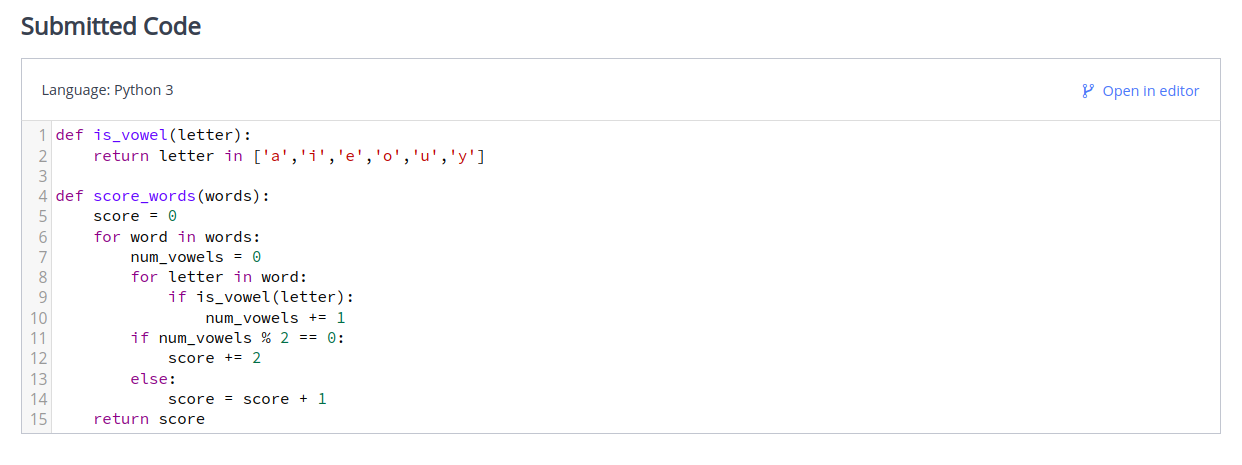 Submitted Code
Language: Python 3
Open in editor
1 def is_vowel(letter):
2     return letter in ['a','i','e','o','u','y']
3
4 def score_words(words):
5     score = 0
6     for word in words:
7         num_vowels = 0
8         for letter in word:
9             if is_vowel(letter):
10                 num_vowels += 1
11         if num_vowels % 2 == 0:
12             score += 2
13         else:
14             score = score + 1
15     return score